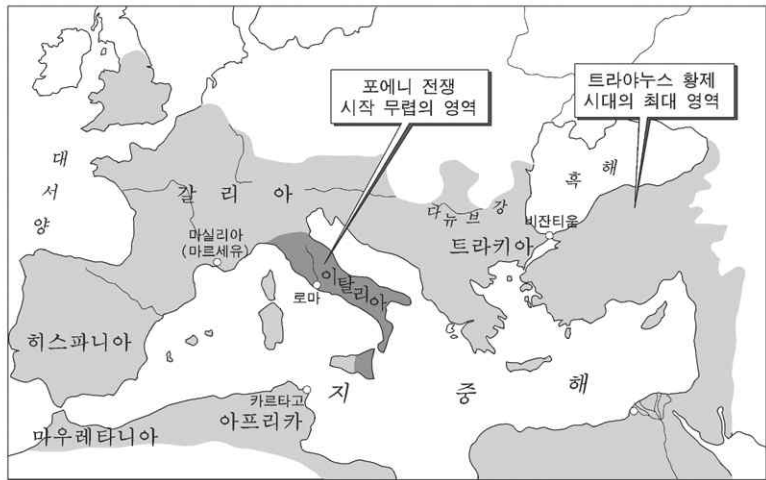 포에니 전쟁
시작 무렵의 영역
트라야누스 황제
시대의 최대 영역
대서양
갈리아
흑해
다뉴브 강
비잔티움
마실리아
(마르세유)
트라키아
이탈리아
로마
히스파니아
카르타고
지중해
아프리카
마우레타니아